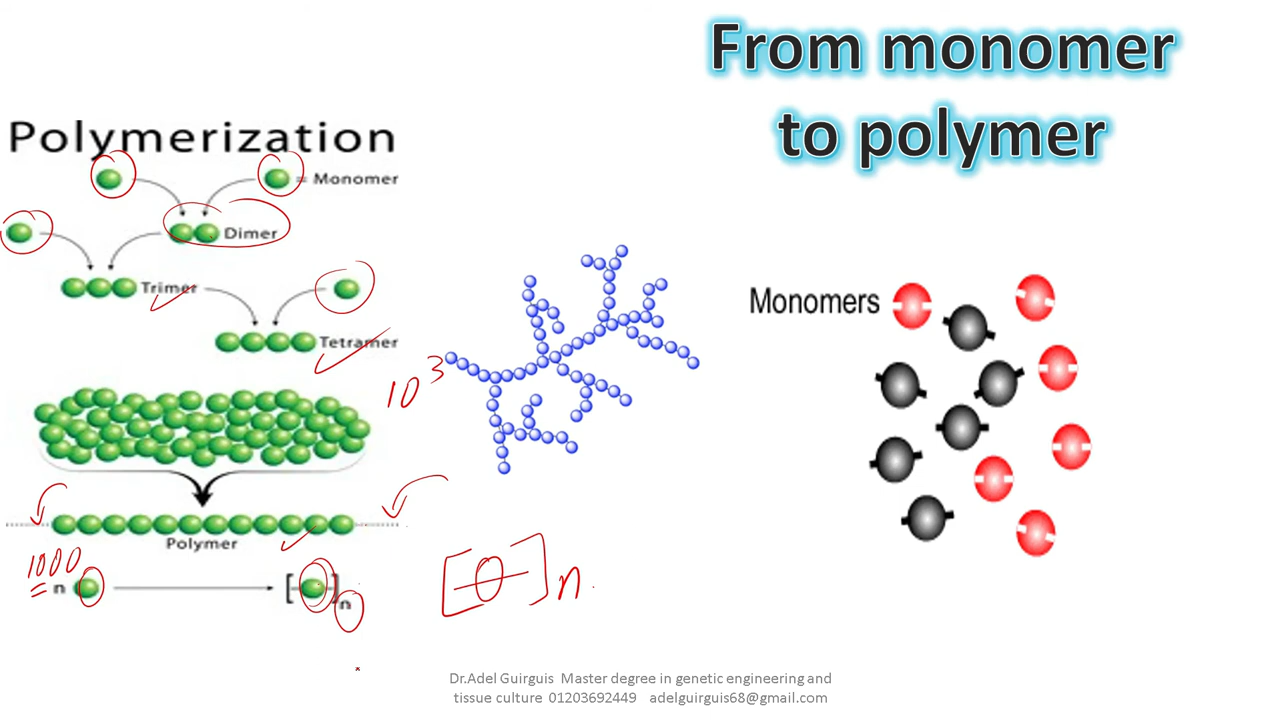 From monomer
to polymer
Polymerization
= Monomer
Dimer
Trimer
Tetramer
10³
Monomers
Polymer
1000
n
[ ]n
[ ]n
Dr.Adel Guirguis Master degree in genetic engineering and
tissue culture 01203692449 adelguirguis68@gmail.com